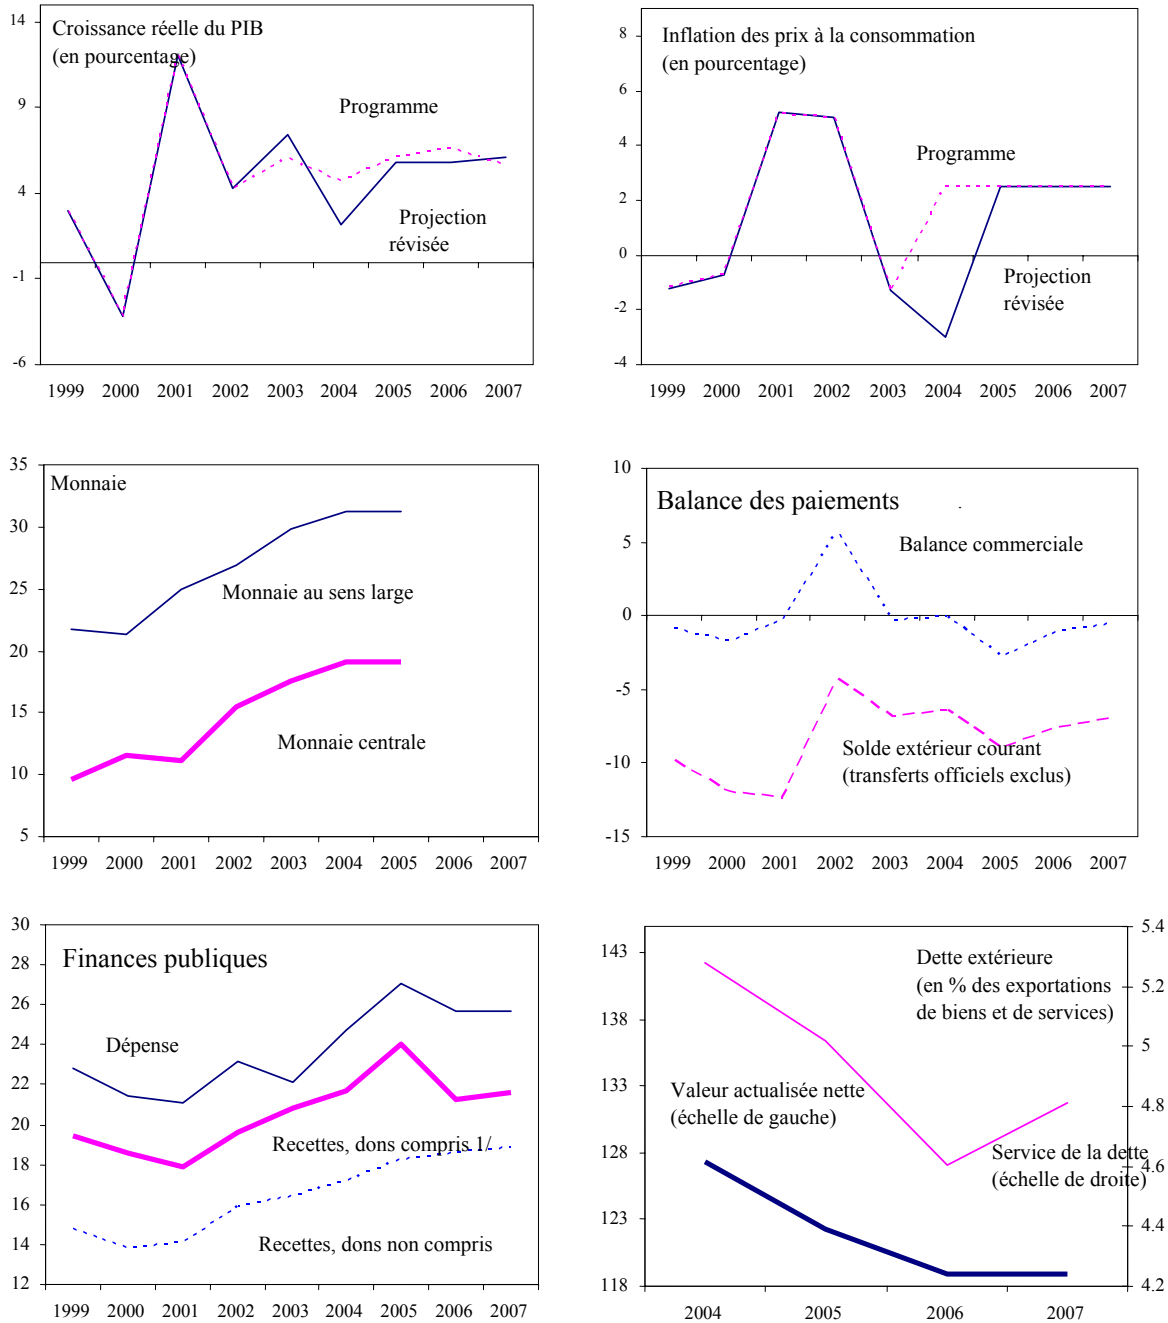 Croissance réelle du PIB
(en pourcentage)
14
9
4
-1
-6
Programme
Projection
révisée
1999 2000 2001 2002 2003 2004 2005 2006 2007
Inflation des prix à la consommation
(en pourcentage)
8
6
4
2
0
-2
-4
Programme
Projection
révisée
1999 2000 2001 2002 2003 2004 2005 2006 2007
Monnaie
35
30
25
20
15
10
5
Monnaie au sens large
Monnaie centrale
1999 2000 2001 2002 2003 2004 2005 2006 2007
Balance des paiements
10
5
0
-5
-10
-15
Balance commerciale
Solde extérieur courant
(transferts officiels exclus)
1999 2000 2001 2002 2003 2004 2005 2006 2007
Finances publiques
30
28
26
24
22
20
18
16
14
12
Dépense
Recettes, dons compris 1/
Recettes, dons non compris
1999 2000 2001 2002 2003 2004 2005 2006 2007
143
138
133
128
123
118
Dette extérieure
(en % des exportations
de biens et de services)
Valeur actualisée nette
(échelle de gauche)
Service de la dette
(échelle de droite)
5.4
5.2
5
4.8
4.6
4.4
4.2
2004 2005 2006 2007